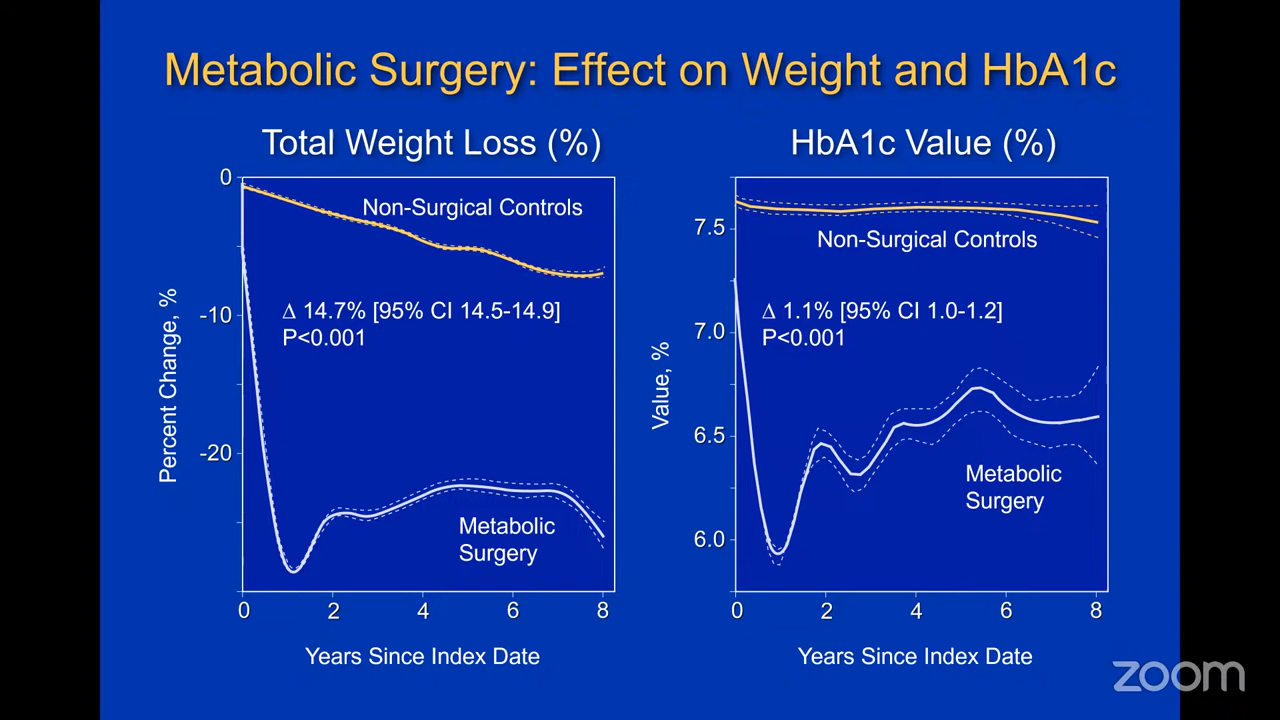 Metabolic Surgery: Effect on Weight and HbA1c
Total Weight Loss (%)
0
-10
-20
Percent Change, %
Non-Surgical Controls
Δ 14.7% [95% CI 14.5-14.9]
P<0.001
Metabolic
Surgery
0 2 4 6 8
Years Since Index Date
HbA1c Value (%)
7.5
7.0
6.5
6.0
Value, %
Non-Surgical Controls
Δ 1.1% [95% CI 1.0-1.2]
P<0.001
Metabolic
Surgery
0 2 4 6 8
Years Since Index Date
zoom